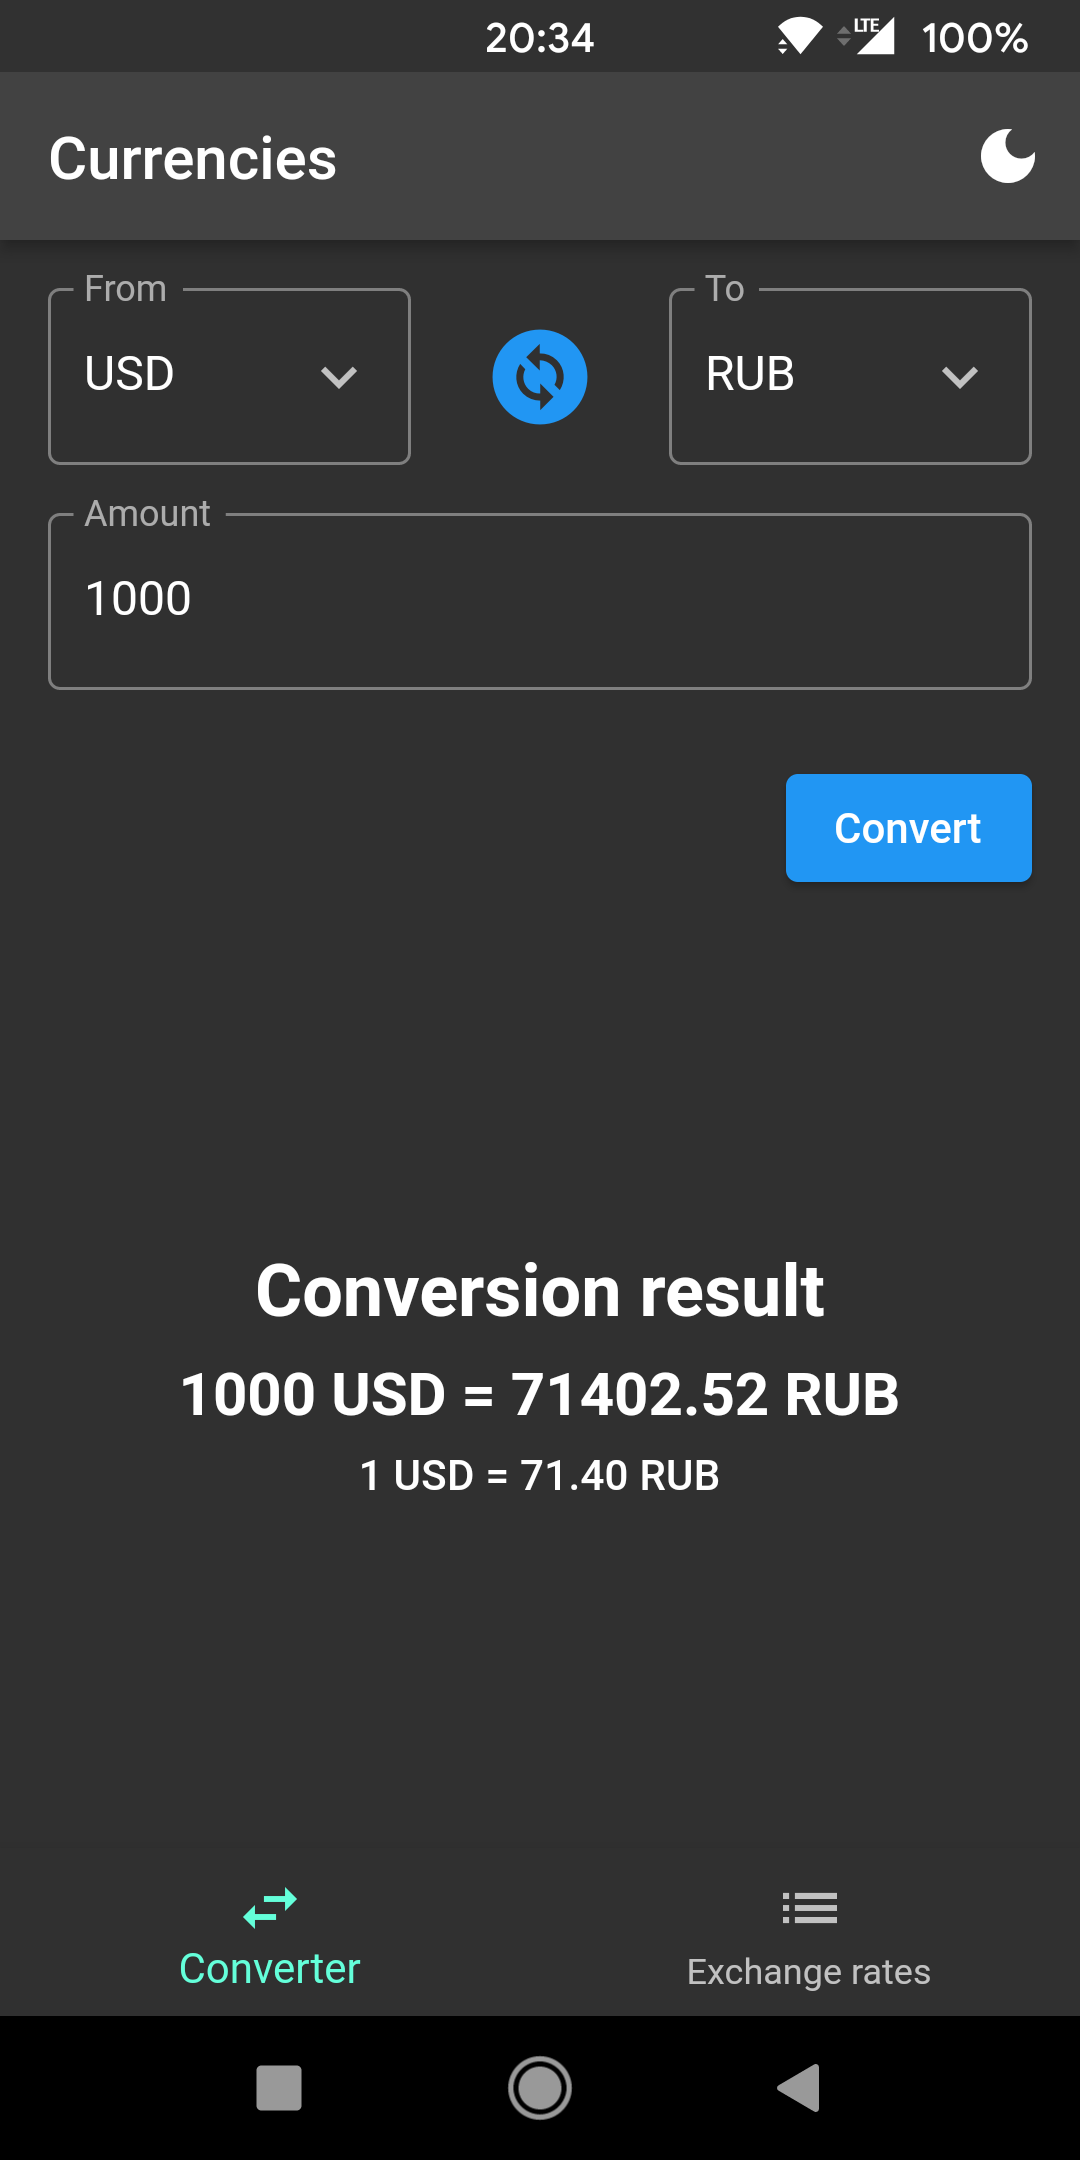 20:34 LTE 100%
Currencies
From To
USD RUB
Amount
1000
Convert
Conversion result
1000 USD = 71402.52 RUB
1 USD = 71.40 RUB
Converter Exchange rates